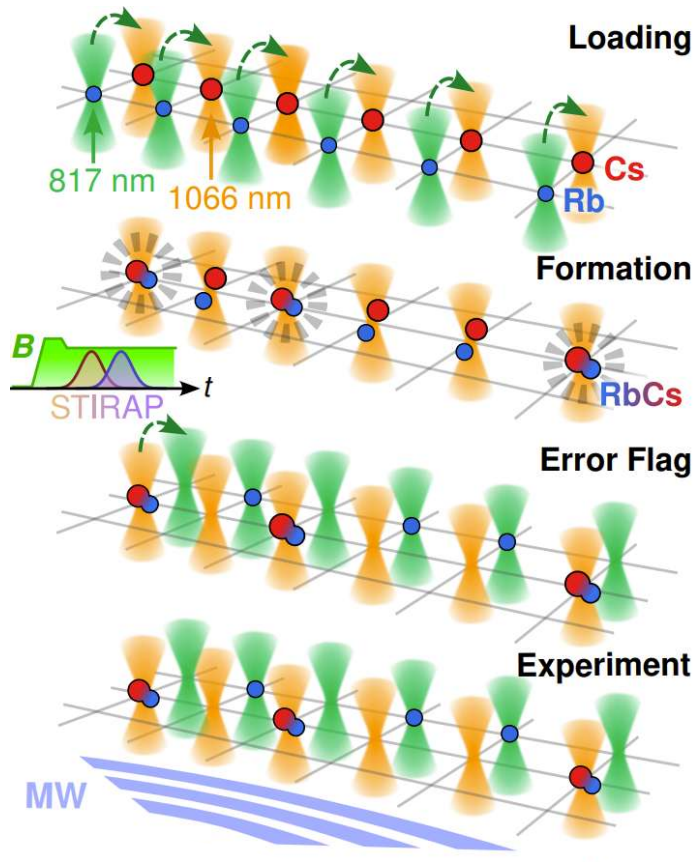 Loading
817 nm
1066 nm
Cs
Rb
Formation
B
t
STIRAP
RbCs
Error Flag
Experiment
MW